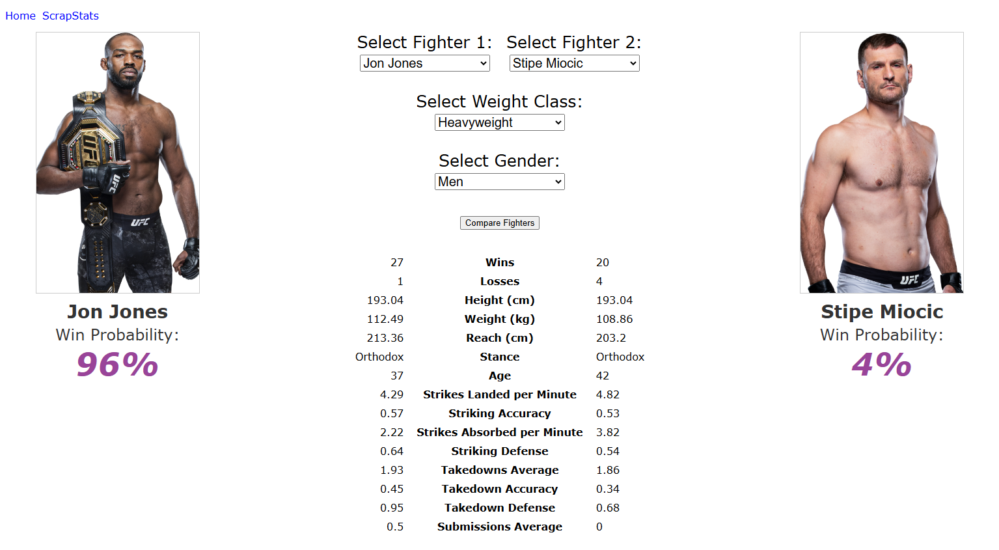 Home ScrapStats
Select Fighter 1: Select Fighter 2:
Jon Jones Stipe Miocic
Select Weight Class:
Heavyweight
Select Gender:
Men
Compare Fighters
UFC
UFC
UFC
UFC
Jon Jones
Win Probability:
96%
27 Wins 20
1 Losses 4
193.04 Height (cm) 193.04
112.49 Weight (kg) 108.86
213.36 Reach (cm) 203.2
Orthodox Stance Orthodox
37 Age 42
4.29 Strikes Landed per Minute 4.82
0.57 Striking Accuracy 0.53
2.22 Strikes Absorbed per Minute 3.82
0.64 Striking Defense 0.54
1.93 Takedowns Average 1.86
0.45 Takedown Accuracy 0.34
0.95 Takedown Defense 0.68
0.5 Submissions Average 0
Stipe Miocic
Win Probability:
4%